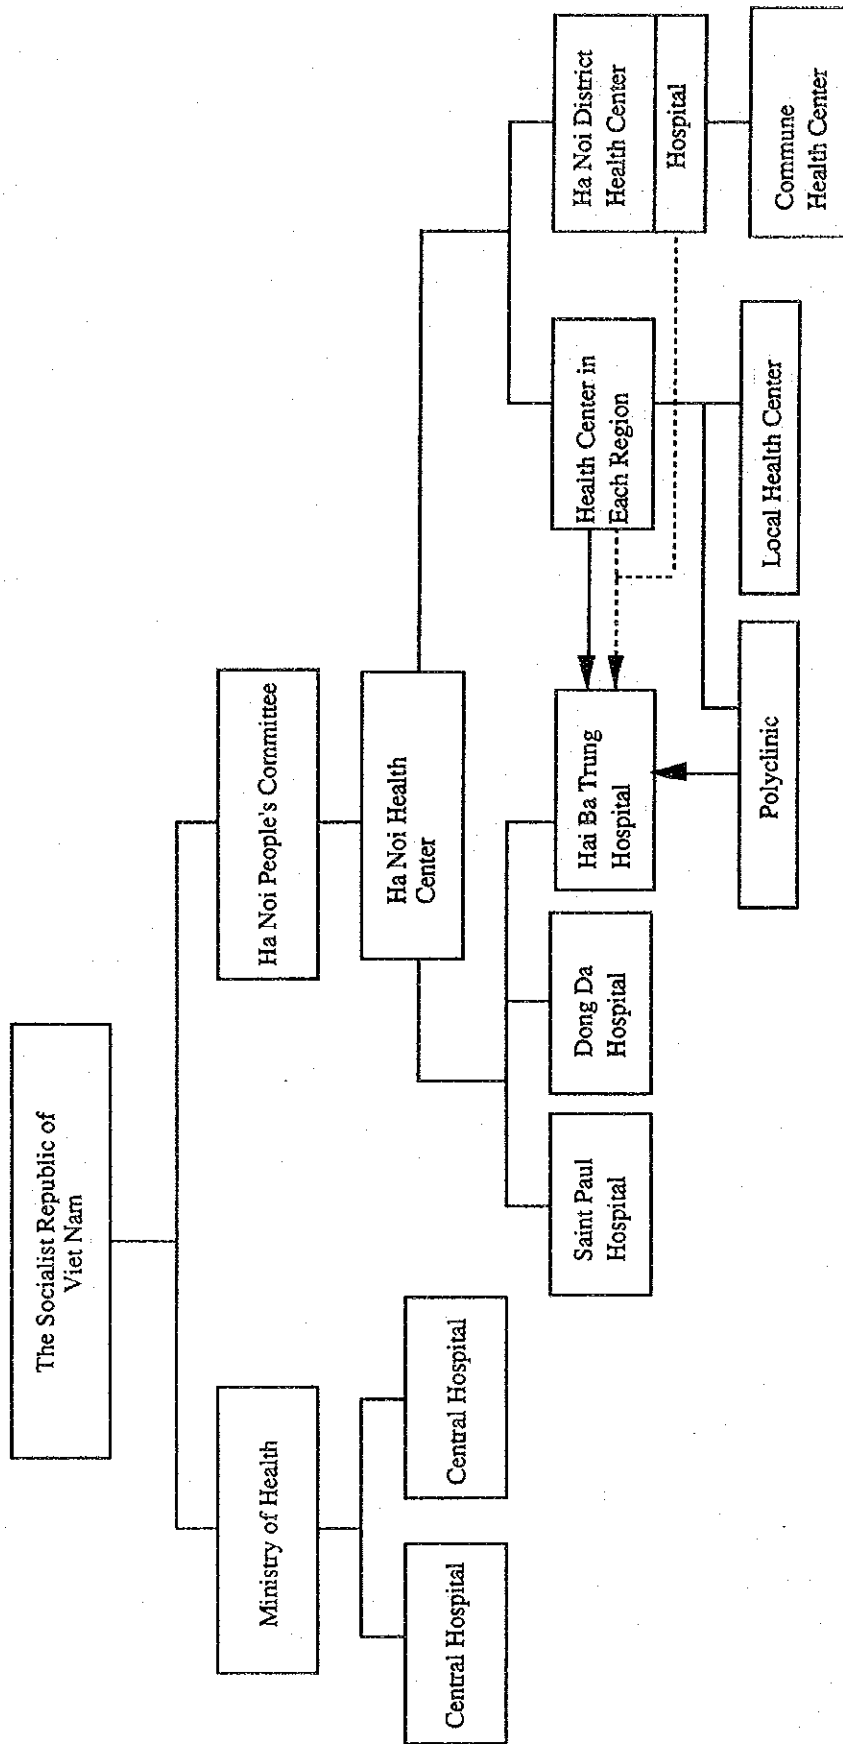 The Socialist Republic of
Viet Nam
Ministry of Health
Ha Noi People's Committee
Central Hospital
Central Hospital
Ha Noi Health
Center
Saint Paul
Hospital
Dong Da
Hospital
Hai Ba Trung
Hospital
Health Center in
Each Region
Ha Noi District
Health Center
Hospital
Polyclinic
Local Health Center
Commune
Health Center